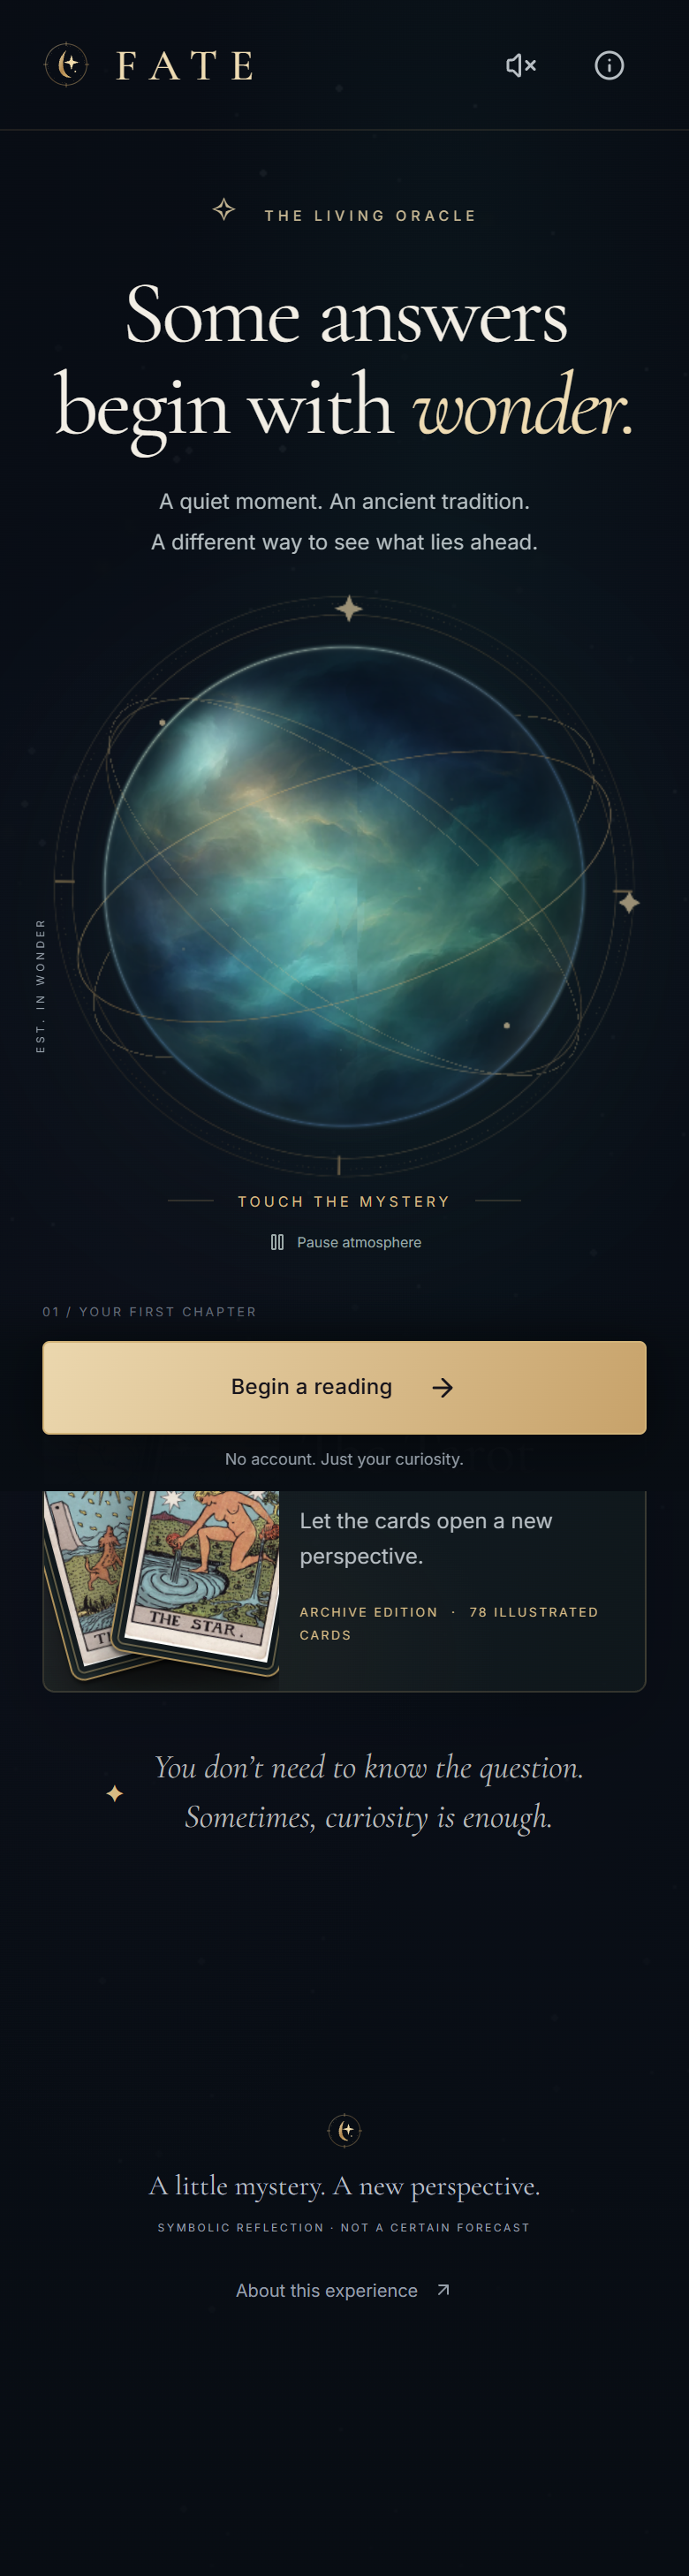 FATE
THE LIVING ORACLE
Some answers
begin with wonder.
A quiet moment. An ancient tradition.
A different way to see what lies ahead.
EST. IN WONDER
TOUCH THE MYSTERY
Pause atmosphere
01 / YOUR FIRST CHAPTER
Begin a reading
No account. Just your curiosity.
Let the cards open a new
perspective.
THE STAR.
ARCHIVE EDITION · 78 ILLUSTRATED
CARDS
You don’t need to know the question.
Sometimes, curiosity is enough.
A little mystery. A new perspective.
SYMBOLIC REFLECTION · NOT A CERTAIN FORECAST
About this experience